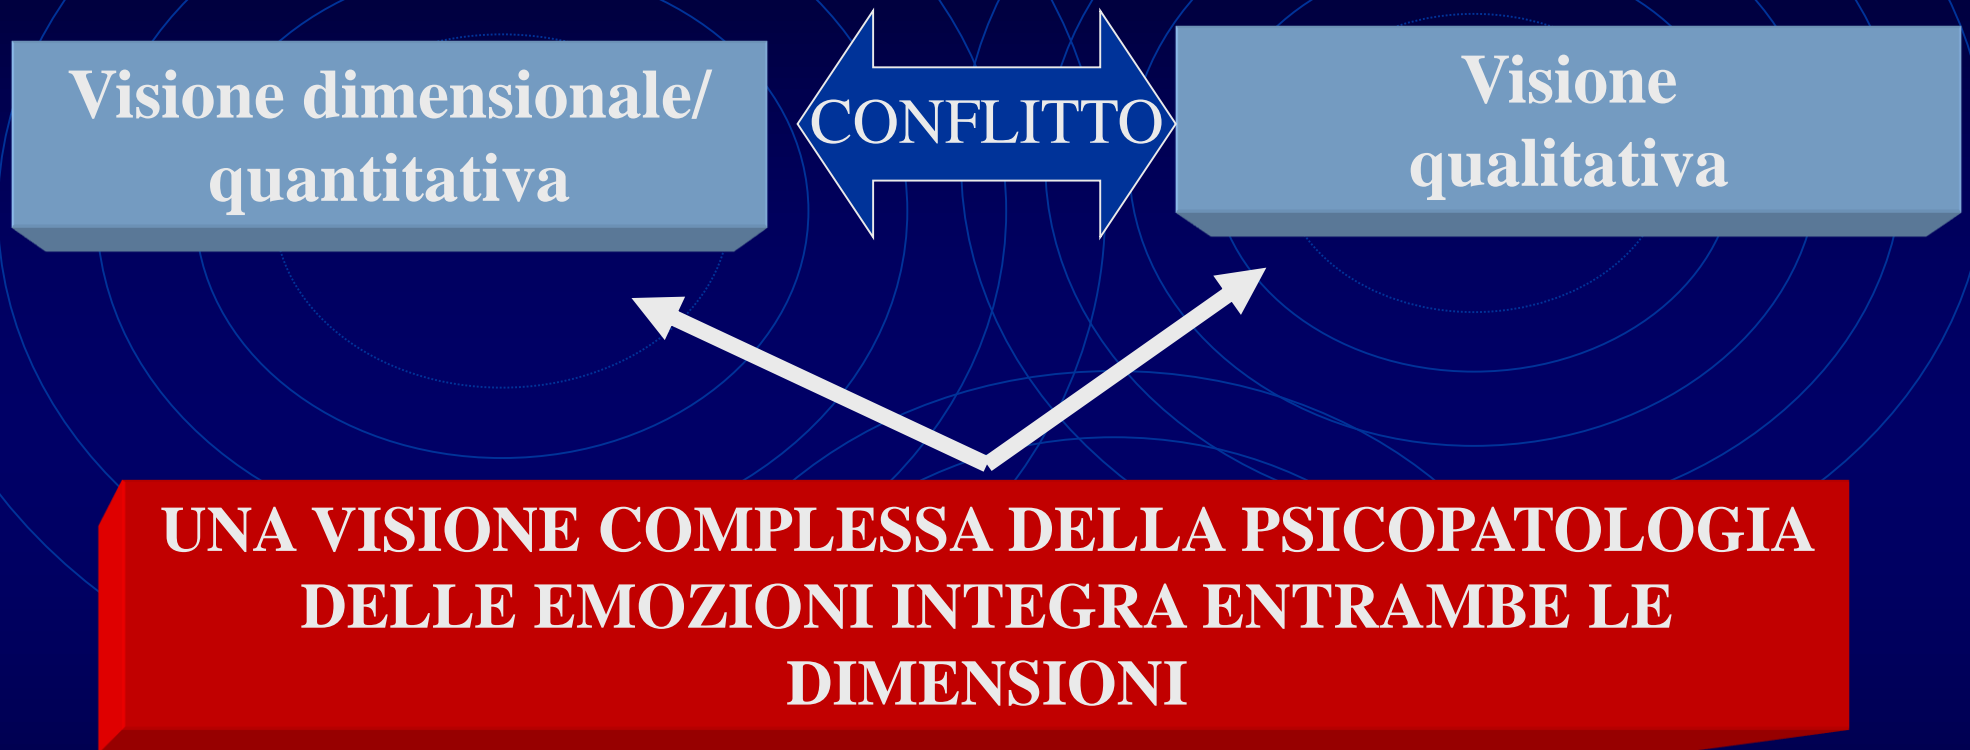 Visione dimensionale/
quantitativa
CONFLITTO
Visione
qualitativa
UNA VISIONE COMPLESSA DELLA PSICOPATOLOGIA
DELLE EMOZIONI INTEGRA ENTRAMBE LE
DIMENSIONI